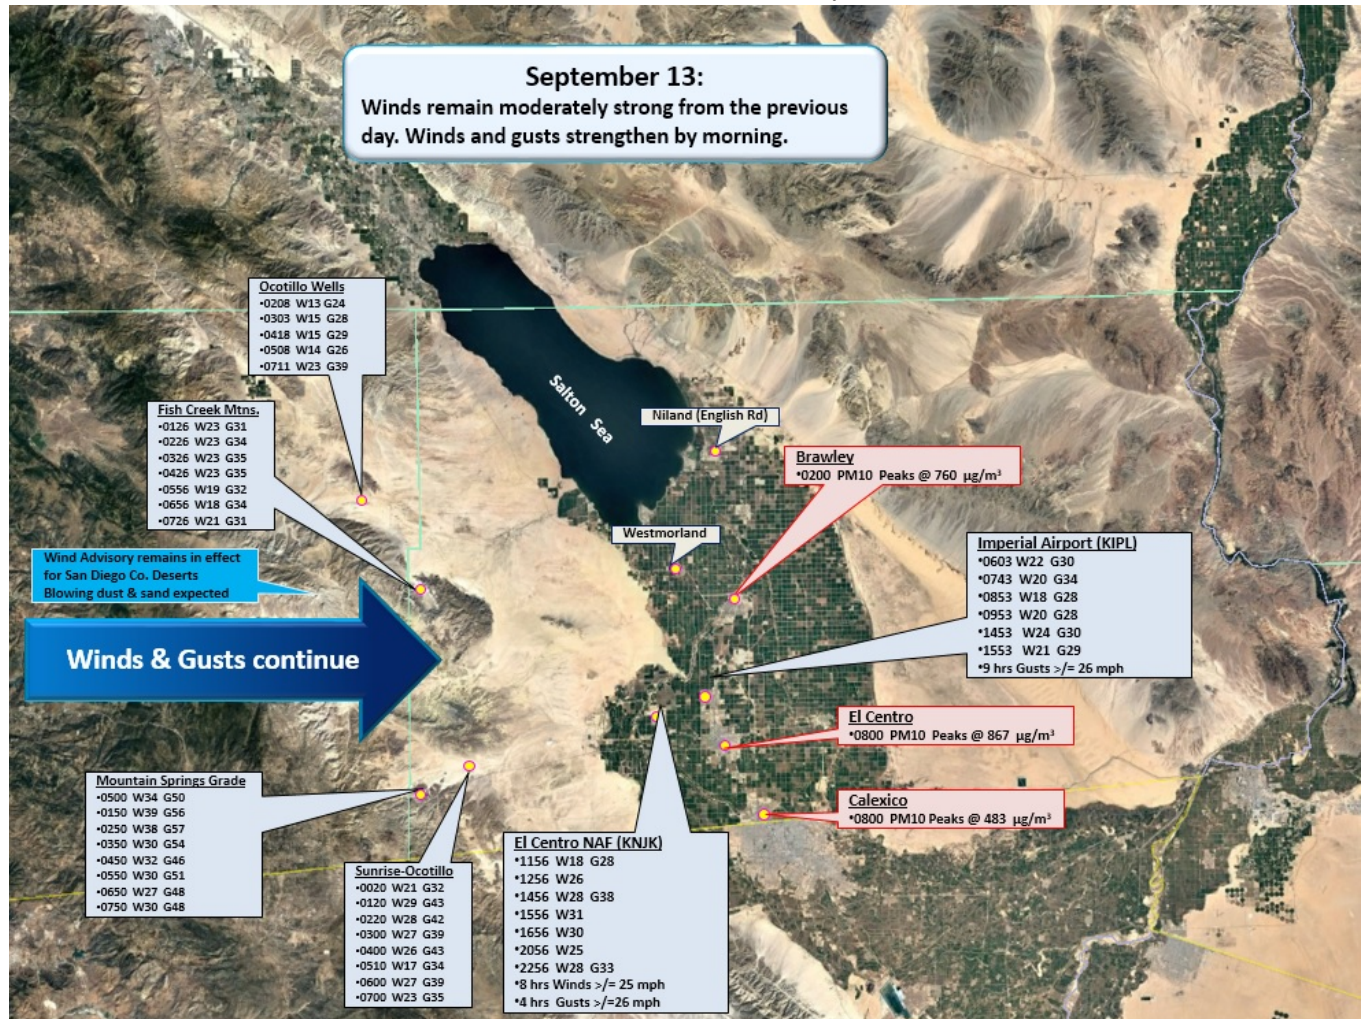 September 13:
Winds remain moderately strong from the previous
day. Winds and gusts strengthen by morning.
Ocotillo Wells
•0208 W13 G24
•0303 W15 G28
•0418 W15 G29
•0508 W14 G26
•0711 W23 G39
Fish Creek Mtns.
•0126 W23 G31
•0226 W23 G34
•0326 W23 G35
•0426 W23 G35
•0556 W19 G32
•0656 W18 G34
•0726 W21 G31
Salton Sea
Niland (English Rd)
Brawley
•0200 PM10 Peaks @ 760 µg/m³
Westmorland
Wind Advisory remains in effect
for San Diego Co. Deserts
Blowing dust & sand expected
Winds & Gusts continue
Imperial Airport (KIPL)
•0603 W22 G30
•0743 W20 G34
•0853 W18 G28
•0953 W20 G28
•1453 W24 G30
•1553 W21 G29
•9 hrs Gusts >/= 26 mph
El Centro
•0800 PM10 Peaks @ 867 µg/m³
Calexico
•0800 PM10 Peaks @ 483 µg/m³
Mountain Springs Grade
•0500 W34 G50
•0150 W39 G56
•0250 W38 G57
•0350 W30 G54
•0450 W32 G46
•0550 W30 G51
•0650 W27 G48
•0750 W30 G48
Sunrise-Ocotillo
•0020 W21 G32
•0120 W29 G43
•0220 W28 G42
•0300 W27 G39
•0400 W26 G43
•0510 W17 G34
•0600 W27 G39
•0700 W23 G35
El Centro NAF (KNJK)
•1156 W18 G28
•1256 W26
•1456 W28 G38
•1556 W31
•1656 W30
•2056 W25
•2256 W28 G33
•8 hrs Winds >/= 25 mph
•4 hrs Gusts >/=26 mph